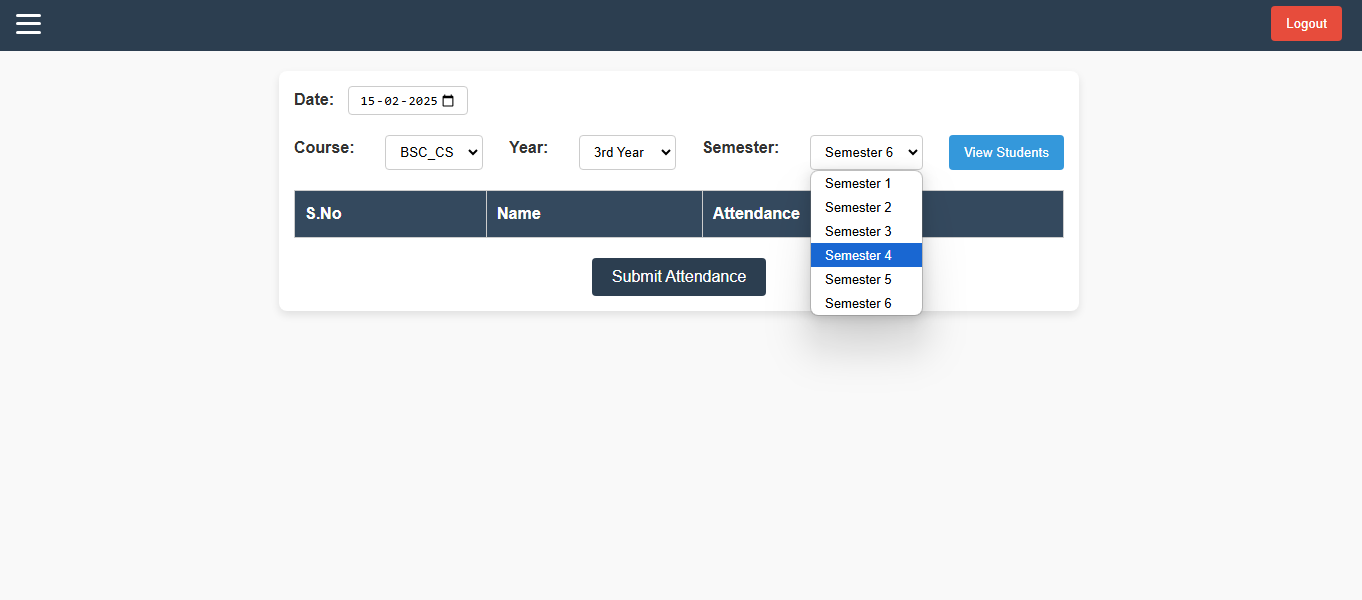 Logout
Date: 15-02-2025
Course: BSC_CS Year: 3rd Year Semester: Semester 6 View Students
Semester 1
Semester 2
Semester 3
Semester 4
Semester 5
Semester 6
S.No Name Attendance
Submit Attendance